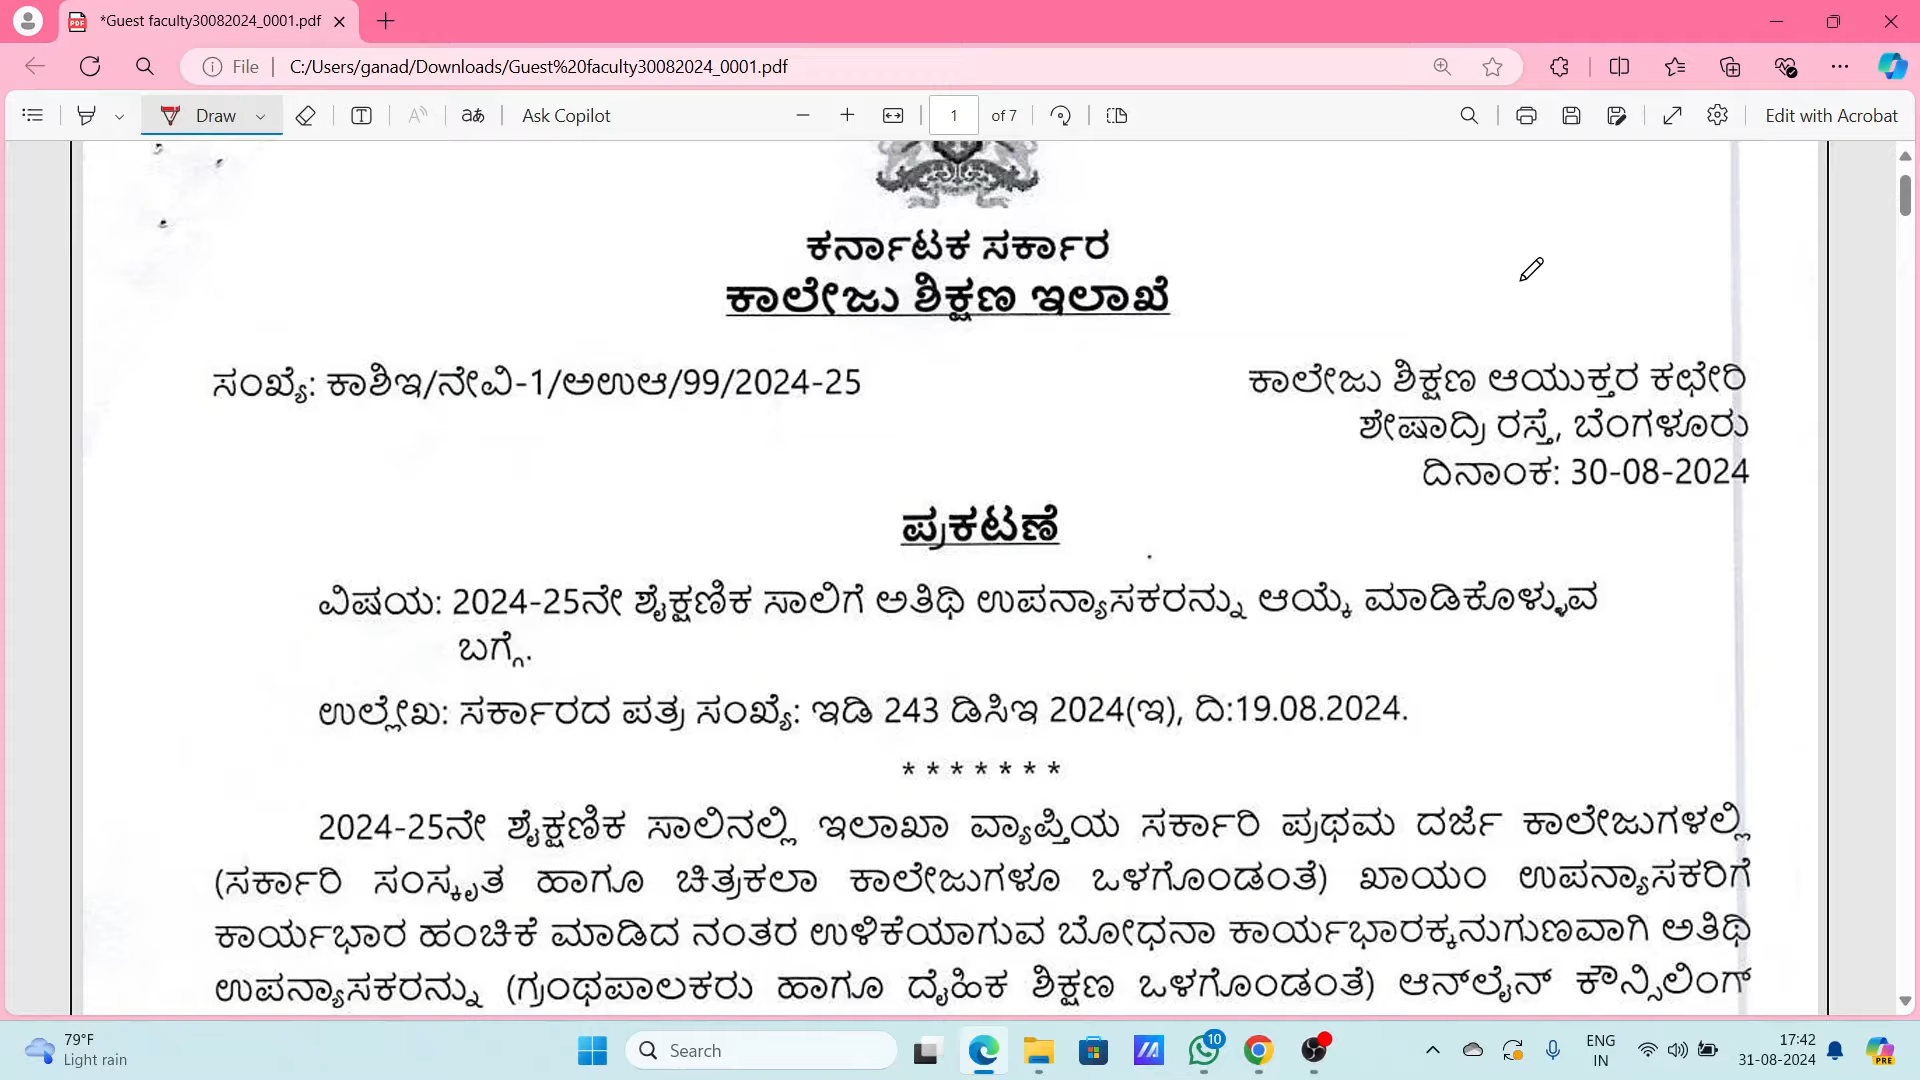 *Guest faculty30082024_0001.pdf
File
C:/Users/ganad/Downloads/Guest%20faculty30082024_0001.pdf
Draw
Ask Copilot
1 of 7
Edit with Acrobat
ಕರ್ನಾಟಕ ಸರ್ಕಾರ
ಕಾಲೇಜು ಶಿಕ್ಷಣ ಇಲಾಖೆ
ಸಂಖ್ಯೆ: ಕಾಶಿಇ/ನೇವಿ-1/ಅಉಆ/99/2024-25
ಕಾಲೇಜು ಶಿಕ್ಷಣ ಆಯುಕ್ತರ ಕಛೇರಿ
ಶೇಷಾದ್ರಿ ರಸ್ತೆ, ಬೆಂಗಳೂರು
ದಿನಾಂಕ: 30-08-2024
ಪ್ರಕಟಣೆ
ವಿಷಯ: 2024-25ನೇ ಶೈಕ್ಷಣಿಕ ಸಾಲಿಗೆ ಅತಿಥಿ ಉಪನ್ಯಾಸಕರನ್ನು ಆಯ್ಕೆ ಮಾಡಿಕೊಳ್ಳುವ
ಬಗ್ಗೆ.
ಉಲ್ಲೇಖ: ಸರ್ಕಾರದ ಪತ್ರ ಸಂಖ್ಯೆ: ಇಡಿ 243 ಡಿಸಿಇ 2024(ಇ), ದಿ:19.08.2024.
* * * * * * *
2024-25ನೇ ಶೈಕ್ಷಣಿಕ ಸಾಲಿನಲ್ಲಿ ಇಲಾಖಾ ವ್ಯಾಪ್ತಿಯ ಸರ್ಕಾರಿ ಪ್ರಥಮ ದರ್ಜೆ ಕಾಲೇಜುಗಳಲ್ಲಿ
(ಸರ್ಕಾರಿ ಸಂಸ್ಕೃತ ಹಾಗೂ ಚಿತ್ರಕಲಾ ಕಾಲೇಜುಗಳೂ ಒಳಗೊಂಡಂತೆ) ಖಾಯಂ ಉಪನ್ಯಾಸಕರಿಗೆ
ಕಾರ್ಯಭಾರ ಹಂಚಿಕೆ ಮಾಡಿದ ನಂತರ ಉಳಿಕೆಯಾಗುವ ಬೋಧನಾ ಕಾರ್ಯಭಾರಕ್ಕನುಗುಣವಾಗಿ ಅತಿಥಿ
ಉಪನ್ಯಾಸಕರನ್ನು (ಗ್ರಂಥಪಾಲಕರು ಹಾಗೂ ದೈಹಿಕ ಶಿಕ್ಷಣ ಒಳಗೊಂಡಂತೆ) ಆನ್‌ಲೈನ್ ಕೌನ್ಸಿಲಿಂಗ್
79°F
Light rain
Search
10
ENG
IN
17:42
31-08-2024
PRE